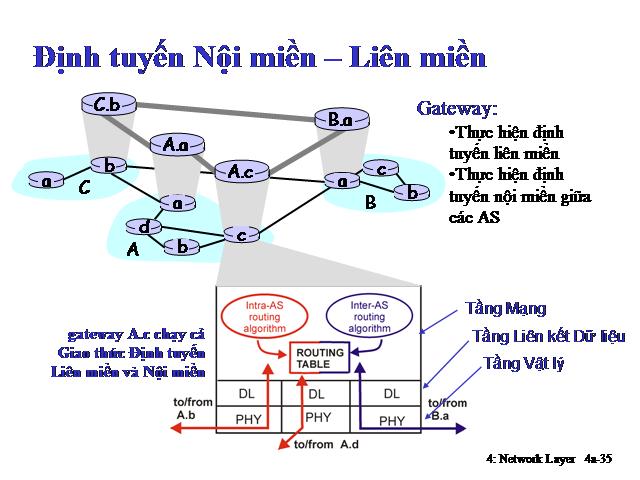 Định tuyến Nội miền – Liên miền
C.b
B.a
A.a
A.c
Gateway:
•Thực hiện định
tuyến liên miền
•Thực hiện định
tuyến nội miền giữa
các AS
a
b
C
a
c
b
B
a
d
b
c
A
Intra-AS
routing
algorithm
Inter-AS
routing
algorithm
ROUTING
TABLE
gateway A.c chạy cả
Giao thức Định tuyến
Liên miền và Nội miền
Tầng Mạng
Tầng Liên kết Dữ liệu
Tầng Vật lý
DL
DL
DL
PHY
PHY
PHY
to/from
A.b
to/from A.d
to/from
B.a
4: Network Layer 4a-35